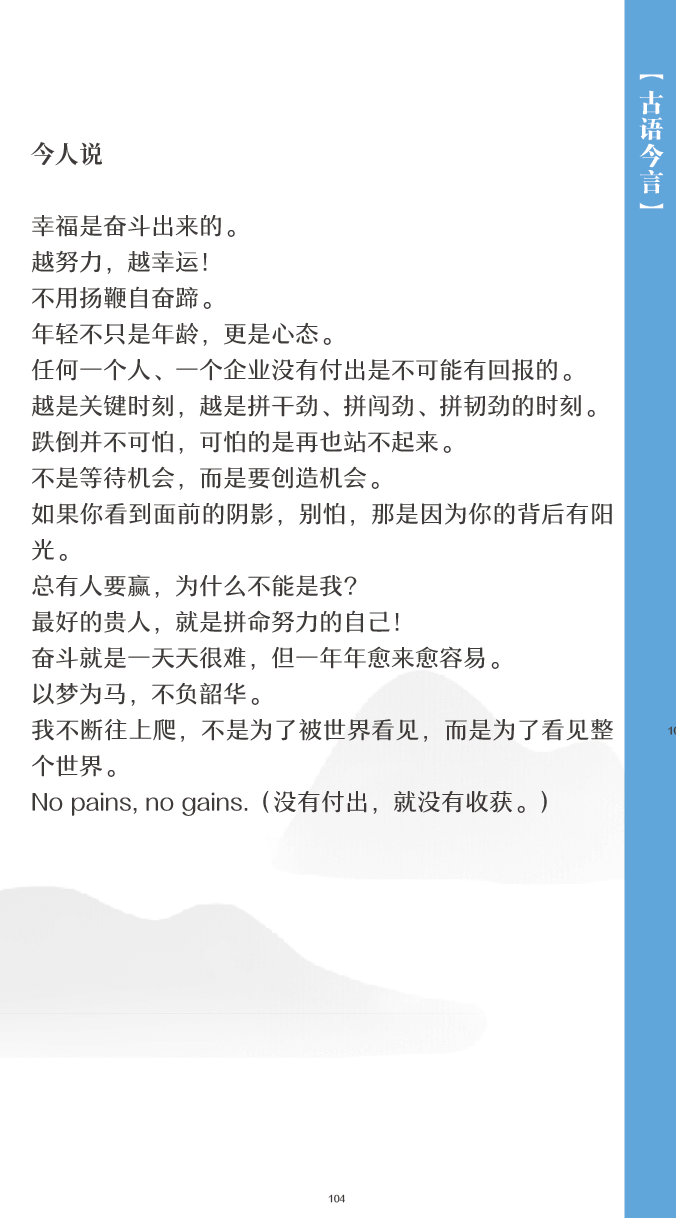 【古语今言】
今人说
幸福是奋斗出来的。
越努力，越幸运！
不用扬鞭自奋蹄。
年轻不只是年龄，更是心态。
任何一个人、一个企业没有付出是不可能有回报的。
越是关键时刻，越是拼干劲、拼闯劲、拼韧劲的时刻。
跌倒并不可怕，可怕的是再也站不起来。
不是等待机会，而是要创造机会。
如果你看到面前的阴影，别怕，那是因为你的背后有阳
光。
总有人要赢，为什么不能是我？
最好的贵人，就是拼命努力的自己！
奋斗就是一天天很难，但一年年愈来愈容易。
以梦为马，不负韶华。
我不断往上爬，不是为了被世界看见，而是为了看见整
个世界。
No pains, no gains.（没有付出，就没有收获。）
104